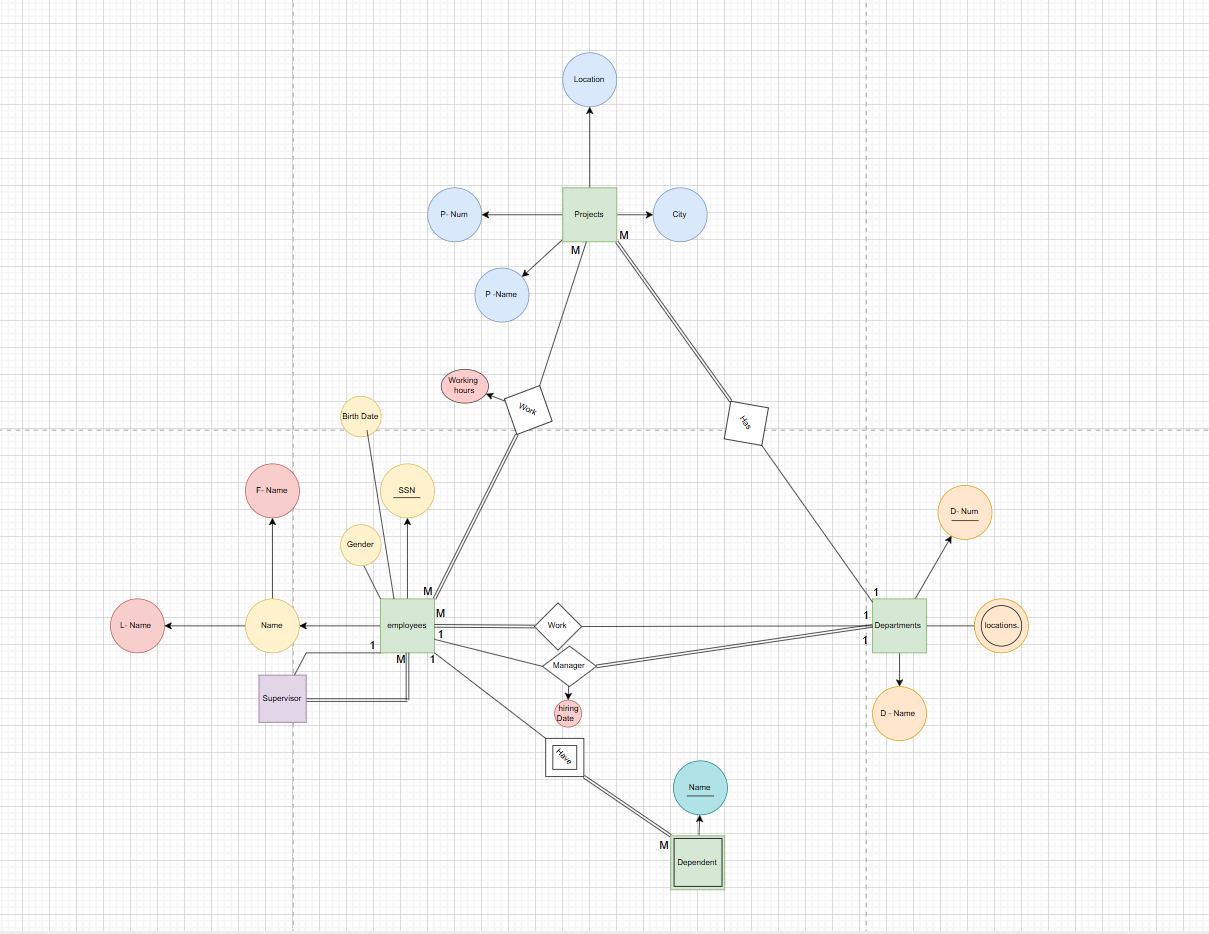 Location
P- Num
Projects
City
M
M
P -Name
Working
hours
Work
Has
Birth Date
F- Name
SSN
D- Num
Gender
M
1
M
1
L- Name
Name
employees
Work
Departments
locations.
1
1
1
M
1
Manager
Supervisor
hiring
Date
D - Name
Have
Name
M
Dependent